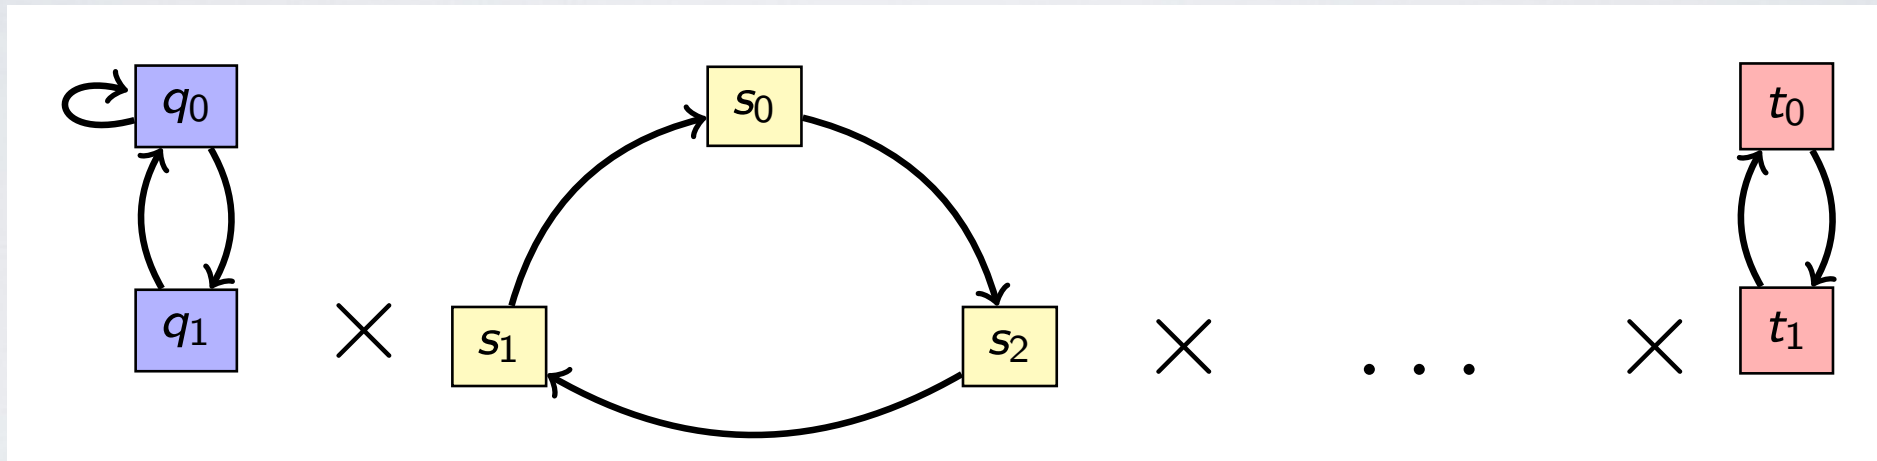 q0 s0 t0
q1 × s1 s2 × . . . × t1